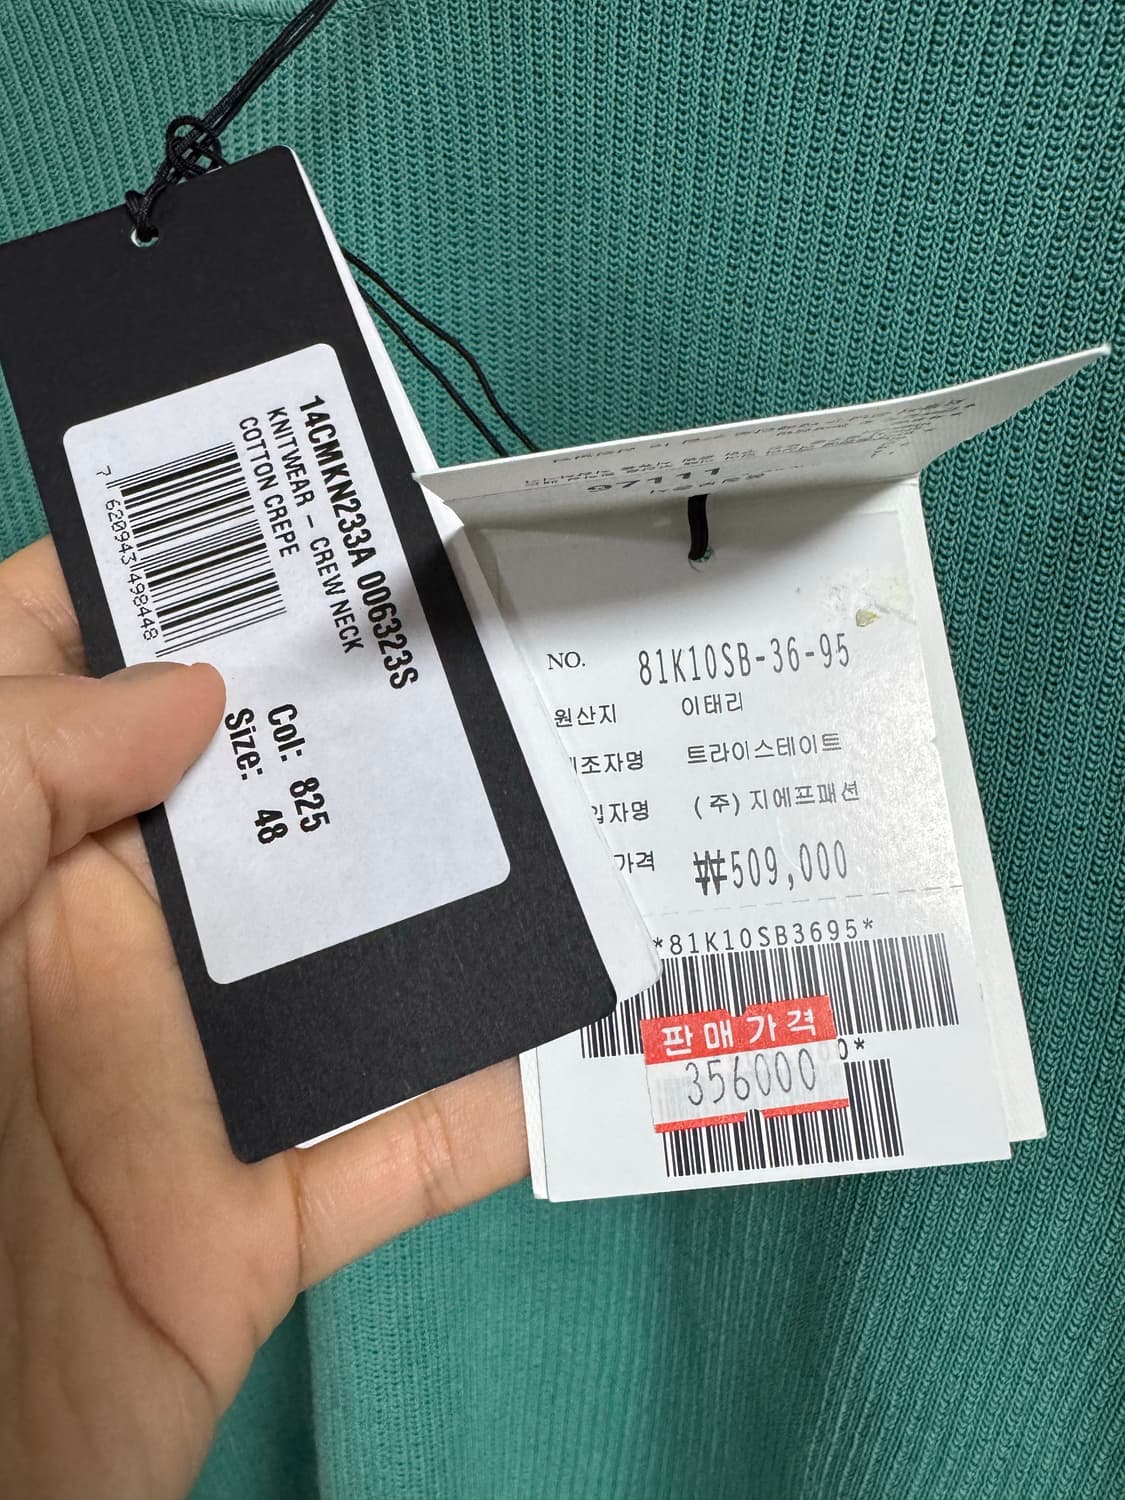 14CMKN233A 006323S
KNITWEAR - CREW NECK
COTTON CREPE
7 620943 498448
Col: 825
Size: 48
97111
NO. 81K10SB-36-95
원산지 이태리
조자명 트라이스테이트
입자명 (주)지에프패션
가격 ₩509,000
*81K10SB3695*
판매가격
0*
356000